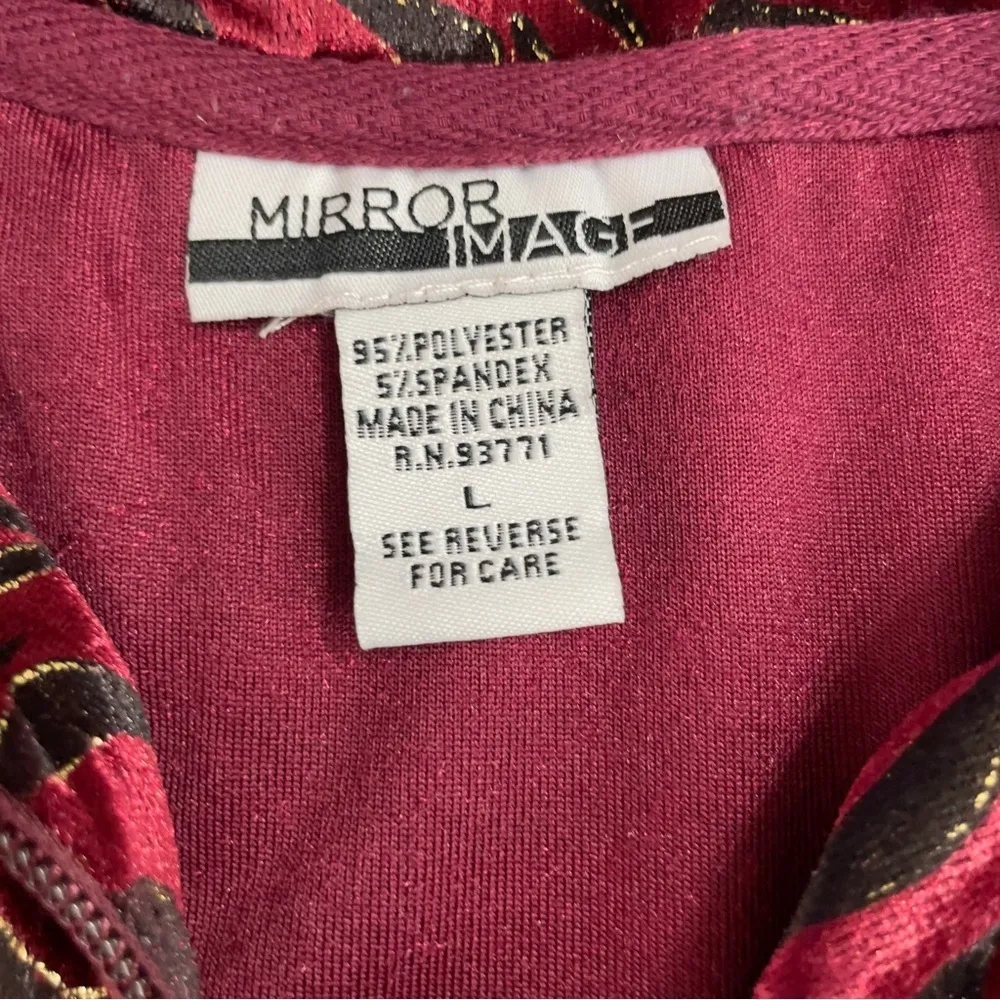 MIRROR
IMAGE
95%POLYESTER
5%SPANDEX
MADE IN CHINA
R.N.93771
L
SEE REVERSE
FOR CARE